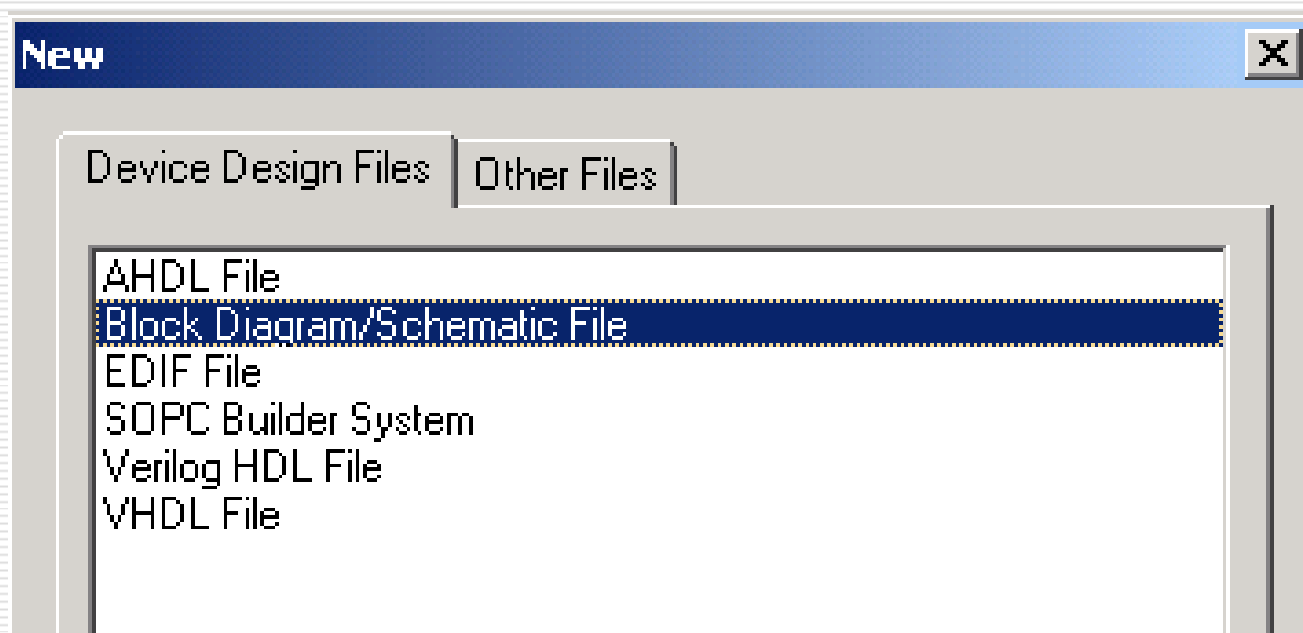 New
Device Design Files
Other Files
AHDL File
Block Diagram/Schematic File
EDIF File
SOPC Builder System
Verilog HDL File
VHDL File